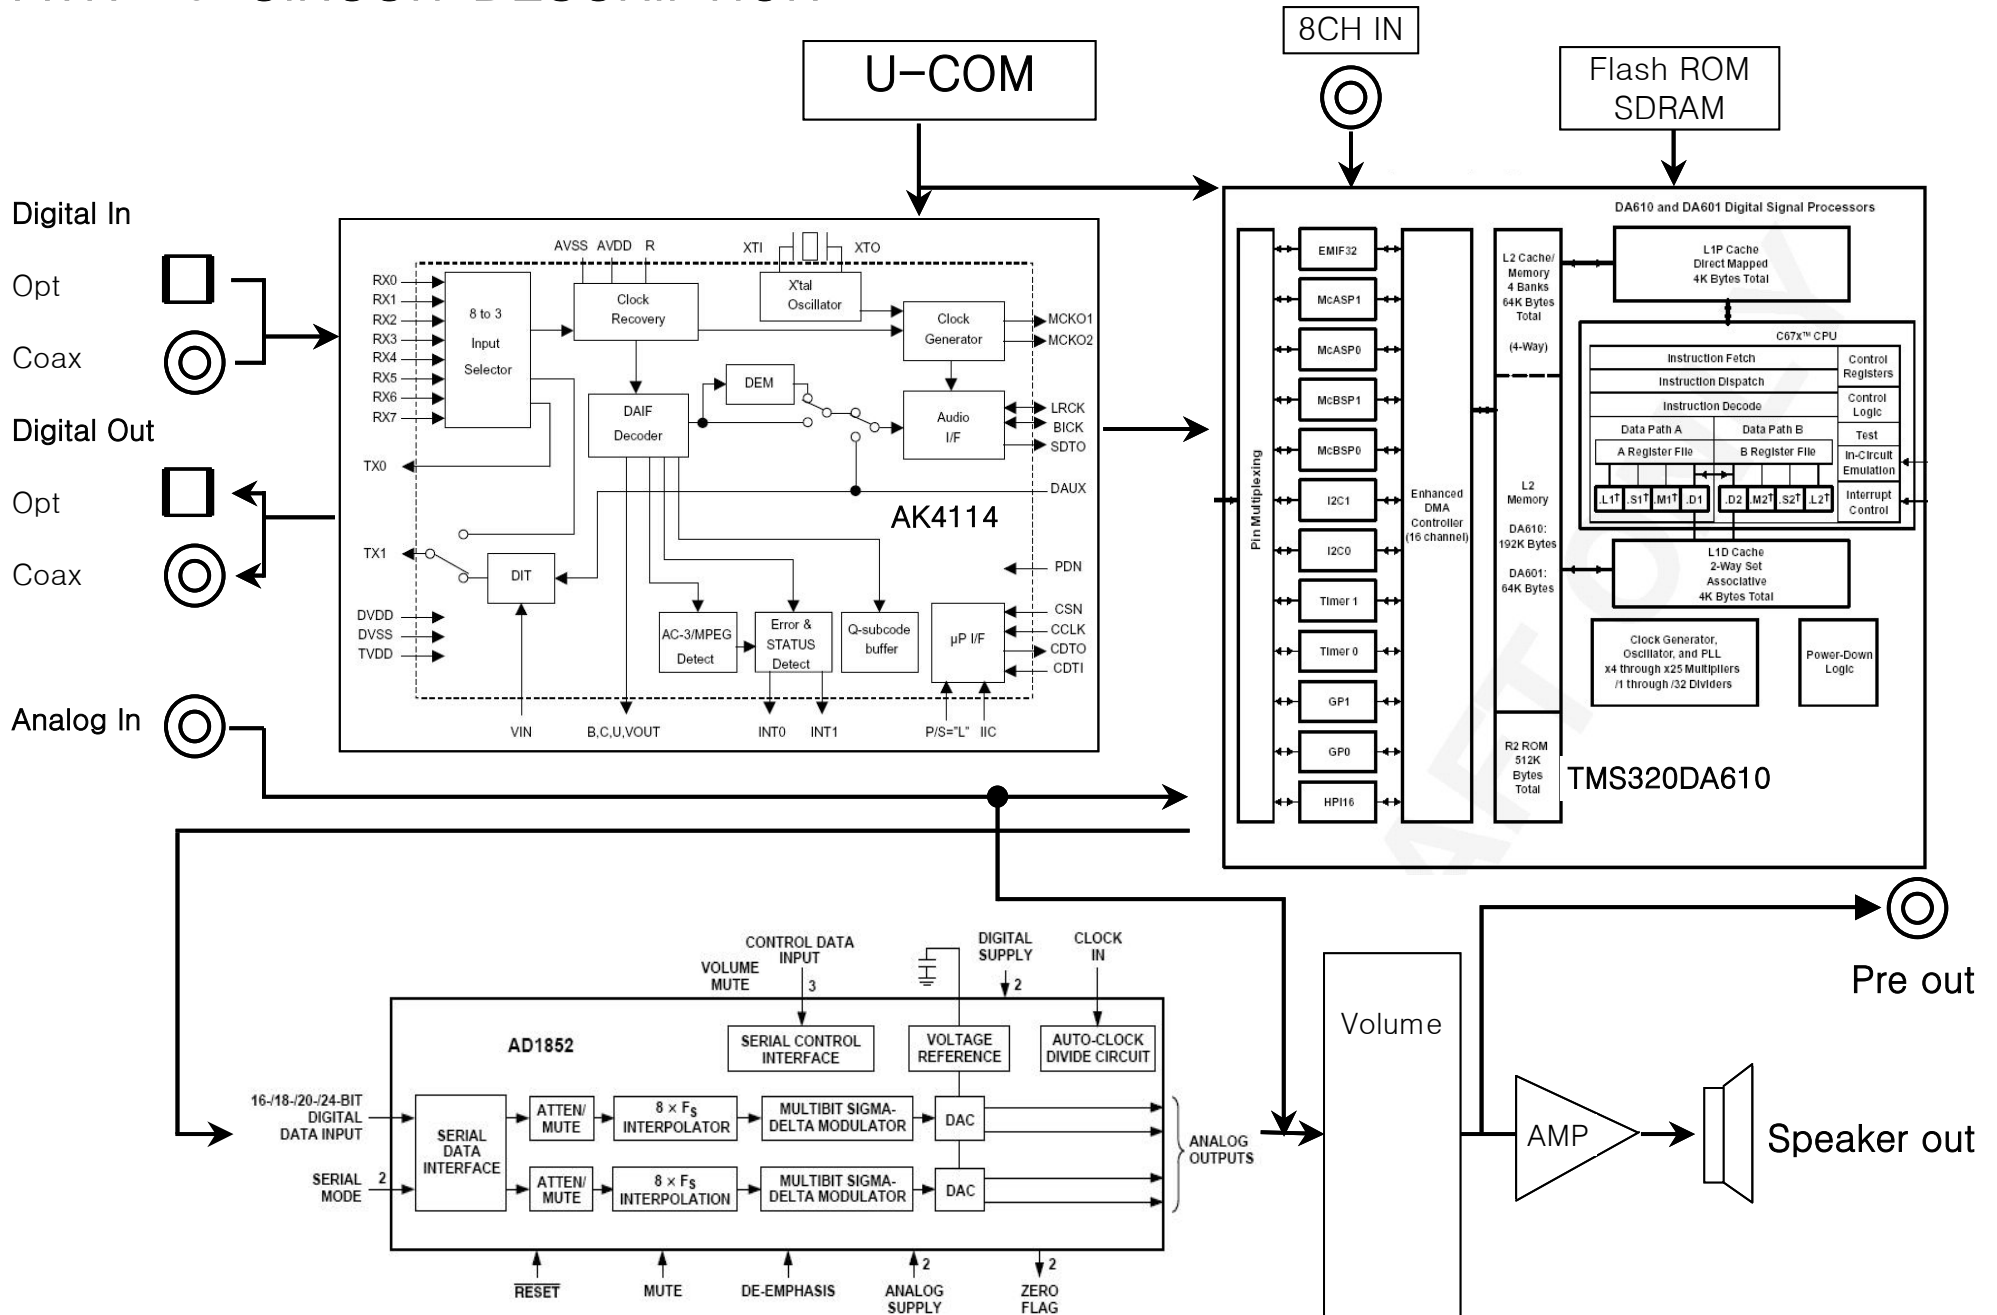 U-COM
8CH IN
Flash ROM
SDRAM
Digital In
Opt
Coax
Digital Out
Opt
Coax
Analog In
AVSS AVDD R
XTI
XTO
RX0
RX1
RX2
RX3
RX4
RX5
RX6
RX7
8 to 3
Input
Selector
Clock
Recovery
X'tal
Oscillator
Clock
Generator
MCKO1
MCKO2
DEM
DAIF
Decoder
Audio
I/F
LRCK
BICK
SDTO
TX0
DAUX
AK4114
TX1
DIT
PDN
DVDD
DVSS
TVDD
AC-3/MPEG
Detect
Error &
STATUS
Detect
Q-subcode
buffer
µP I/F
CSN
CCLK
CDTO
CDTI
VIN
B,C,U,VOUT
INT0
INT1
P/S="L"
IIC
DA610 and DA601 Digital Signal Processors
Pin Multiplexing
EMIF32
McASP1
McASP0
McBSP1
McBSP0
I2C1
I2C0
Timer 1
Timer 0
GP1
GP0
HPI16
Enhanced
DMA
Controller
(16 channel)
L2 Cache/
Memory
4 Banks
64K Bytes
Total
(4-Way)
L2
Memory
DA610:
192K Bytes
DA601:
64K Bytes
R2 ROM
512K
Bytes
Total
L1P Cache
Direct Mapped
4K Bytes Total
C67x™ CPU
Instruction Fetch
Instruction Dispatch
Instruction Decode
Data Path A
Data Path B
A Register File
B Register File
.L1† .S1† .M1† .D1
.D2 .M2† .S2† .L2†
Control
Registers
Control
Logic
Test
In-Circuit
Emulation
Interrupt
Control
L1D Cache
2-Way Set
Associative
4K Bytes Total
Clock Generator,
Oscillator, and PLL
x4 through x25 Multipliers
/1 through /32 Dividers
Power-Down
Logic
TMS320DA610
CONTROL DATA
INPUT
VOLUME
MUTE
3
DIGITAL
SUPPLY
2
CLOCK
IN
AD1852
SERIAL CONTROL
INTERFACE
VOLTAGE
REFERENCE
AUTO-CLOCK
DIVIDE CIRCUIT
16-/18-/20-/24-BIT
DIGITAL
DATA INPUT
SERIAL
MODE
2
SERIAL
DATA
INTERFACE
ATTEN/
MUTE
8 × FS
INTERPOLATOR
MULTIBIT SIGMA-
DELTA MODULATOR
DAC
ATTEN/
MUTE
8 × FS
INTERPOLATION
MULTIBIT SIGMA-
DELTA MODULATOR
DAC
ANALOG
OUTPUTS
RESET
MUTE
DE-EMPHASIS
ANALOG
SUPPLY
2
ZERO
FLAG
2
Volume
AMP
Pre out
Speaker out